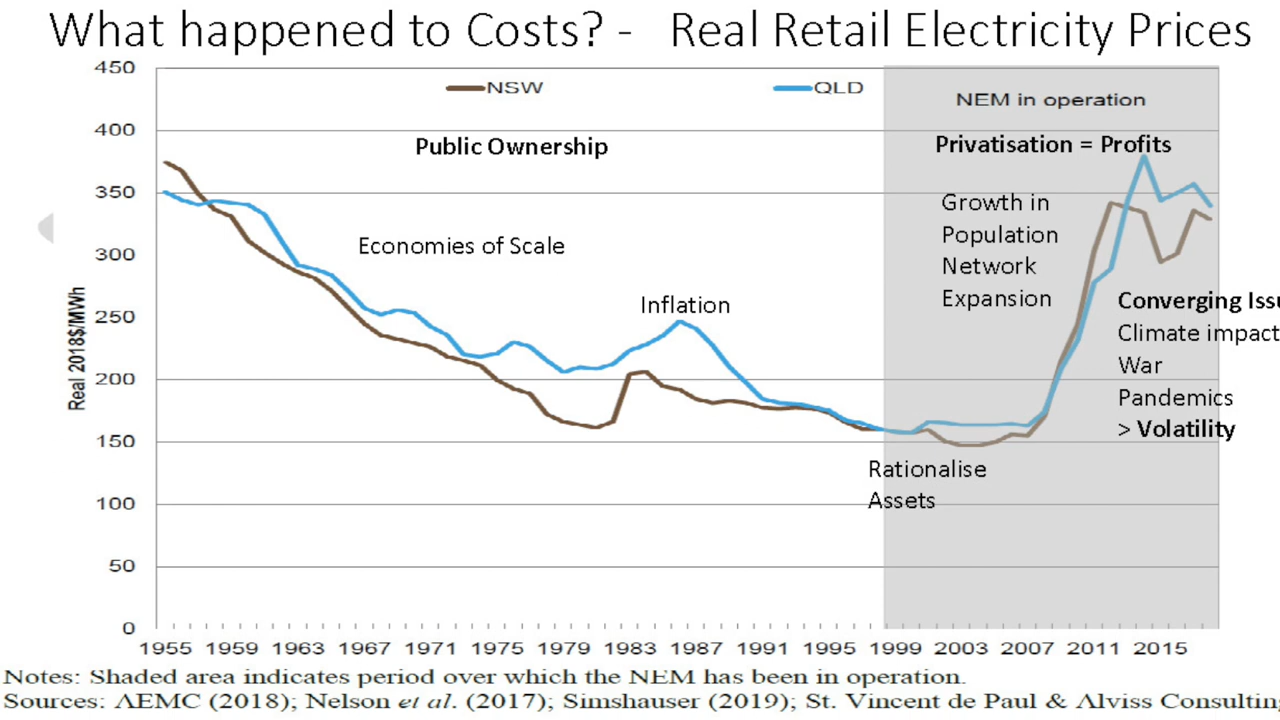 What happened to Costs? - Real Retail Electricity Prices
450
NSW
QLD
NEM in operation
400
Public Ownership
Privatisation = Profits
350
Growth in
Population
Network
Expansion
Economies of Scale
300
Inflation
Converging Issu
Climate impact
War
Pandemics
> Volatility
250
Real 2018$/MWh
200
150
Rationalise
Assets
100
50
0
1955 1959 1963 1967 1971 1975 1979 1983 1987 1991 1995 1999 2003 2007 2011 2015
Notes: Shaded area indicates period over which the NEM has been in operation.
Sources: AEMC (2018); Nelson et al. (2017); Simshauser (2019); St. Vincent de Paul & Alviss Consulting